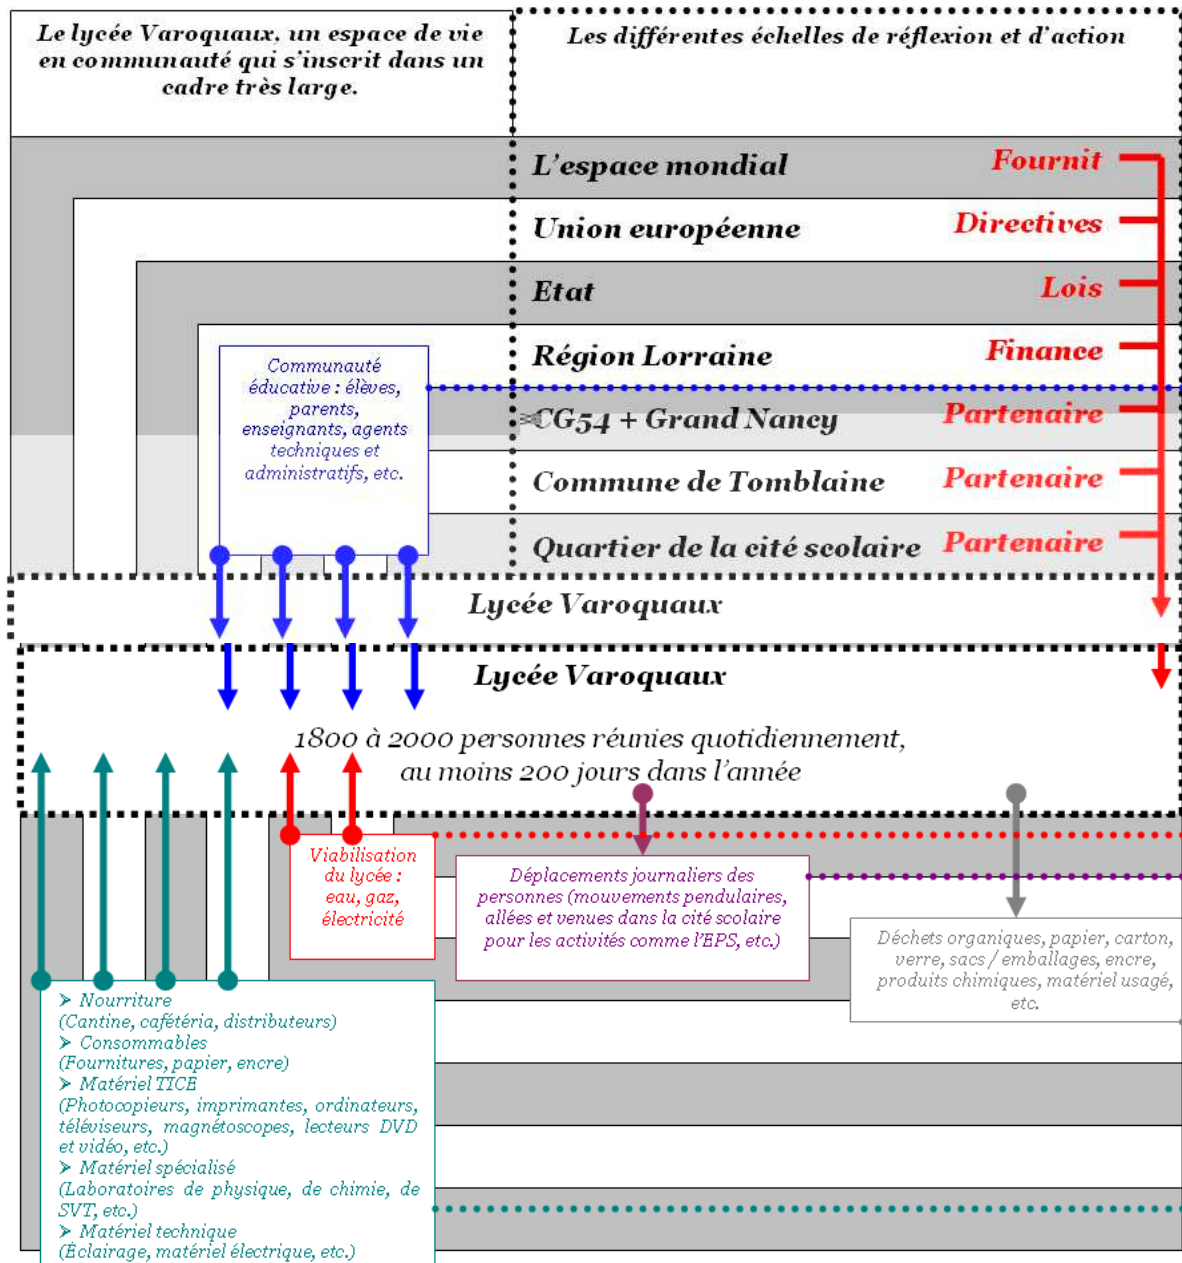 Le lycée Varoquaux, un espace de vie
en communauté qui s'inscrit dans un
cadre très large.
Les différentes échelles de réflexion et d'action
L'espace mondial
Fournit
Union européenne
Directives
Etat
Lois
Région Lorraine
Finance
CG54 + Grand Nancy
Partenaire
Commune de Tomblaine
Partenaire
Quartier de la cité scolaire
Partenaire
Communauté
éducative : élèves,
parents,
enseignants, agents
techniques et
administratifs, etc.
Lycée Varoquaux
Lycée Varoquaux
1800 à 2000 personnes réunies quotidiennement,
au moins 200 jours dans l'année
Viabilisation
du lycée :
eau, gaz,
électricité
Déplacements journaliers des
personnes (mouvements pendulaires,
allées et venues dans la cité scolaire
pour les activités comme l'EPS, etc.)
Déchets organiques, papier, carton,
verre, sacs / emballages, encre,
produits chimiques, matériel usagé,
etc.
➢ Nourriture
(Cantine, cafétéria, distributeurs)
➢ Consommables
(Fournitures, papier, encre)
➢ Matériel TICE
(Photocopieurs, imprimantes, ordinateurs,
téléviseurs, magnétoscopes, lecteurs DVD
et vidéo, etc.)
➢ Matériel spécialisé
(Laboratoires de physique, de chimie, de
SVT, etc.)
➢ Matériel technique
(Éclairage, matériel électrique, etc.)